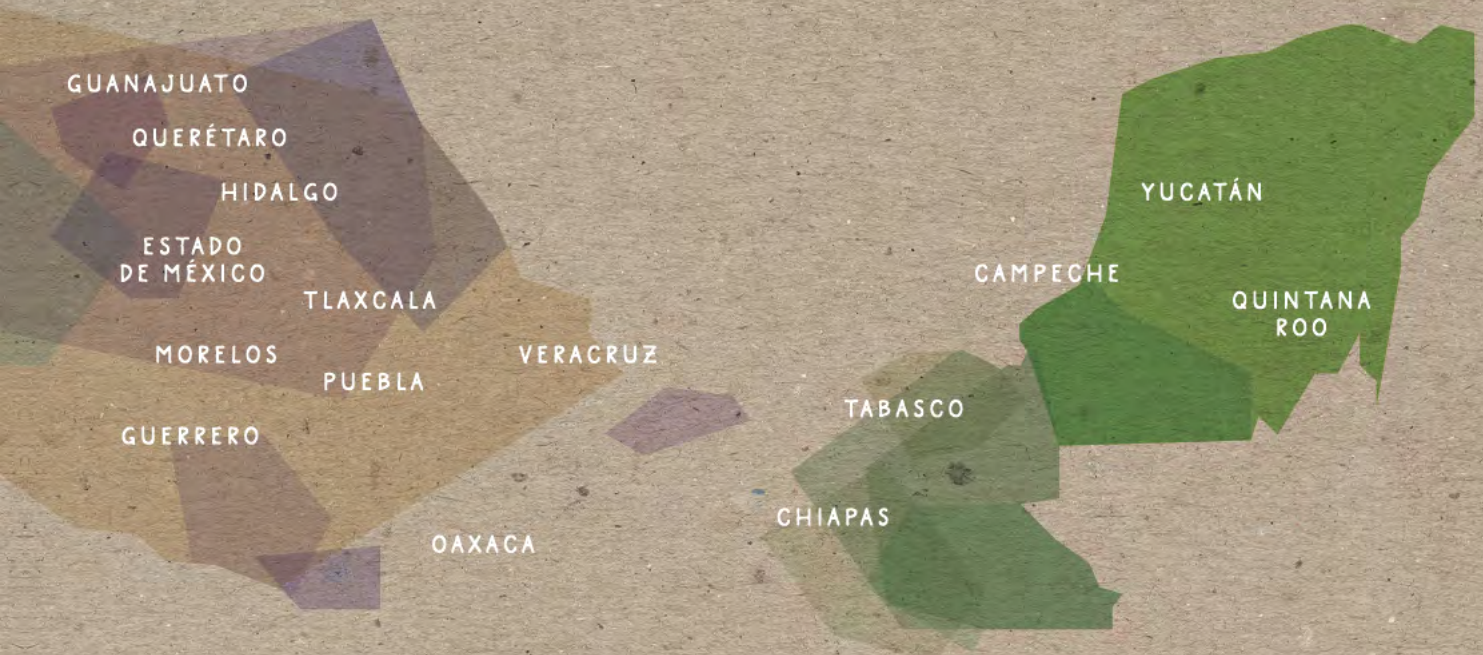 GUANAJUATO
QUERÉTARO
HIDALGO
YUCATÁN
ESTADO
DE MÉXICO
CAMPECHE
TLAXCALA
QUINTANA
ROO
MORELOS
VERACRUZ
PUEBLA
TABASCO
GUERRERO
CHIAPAS
OAXACA